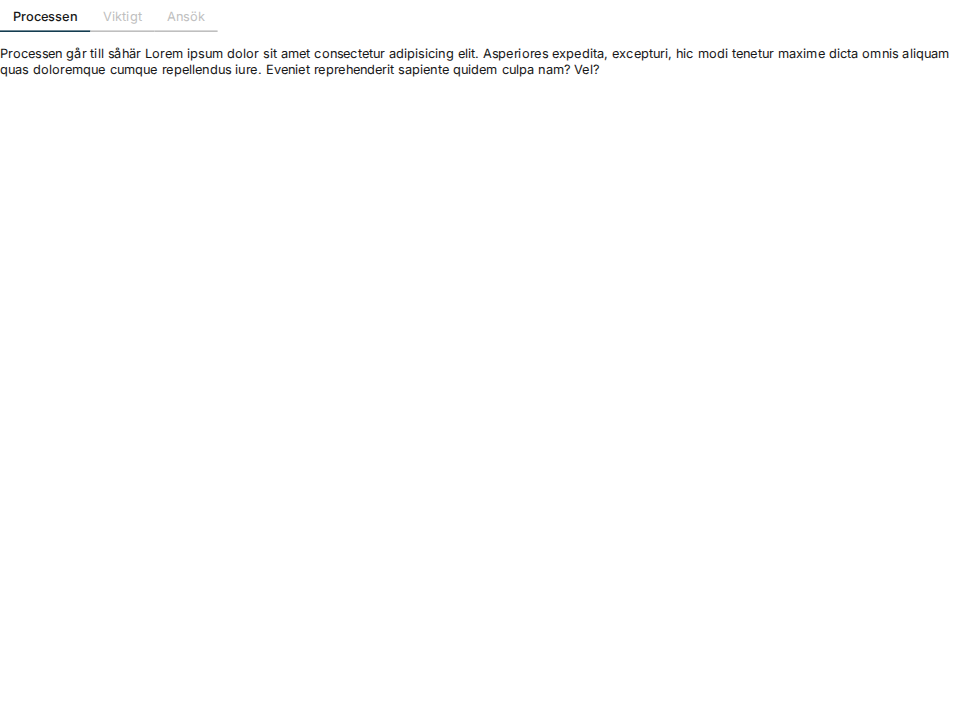 Processen Viktigt Ansök
Processen går till såhär Lorem ipsum dolor sit amet consectetur adipisicing elit. Asperiores expedita, excepturi, hic modi tenetur maxime dicta omnis aliquam
quas doloremque cumque repellendus iure. Eveniet reprehenderit sapiente quidem culpa nam? Vel?